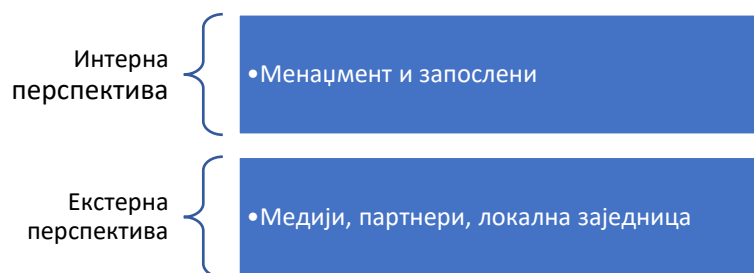 Интерна
перспектива
•Менаџмент и запослени
Екстерна
перспектива
•Медији, партнери, локална заједница